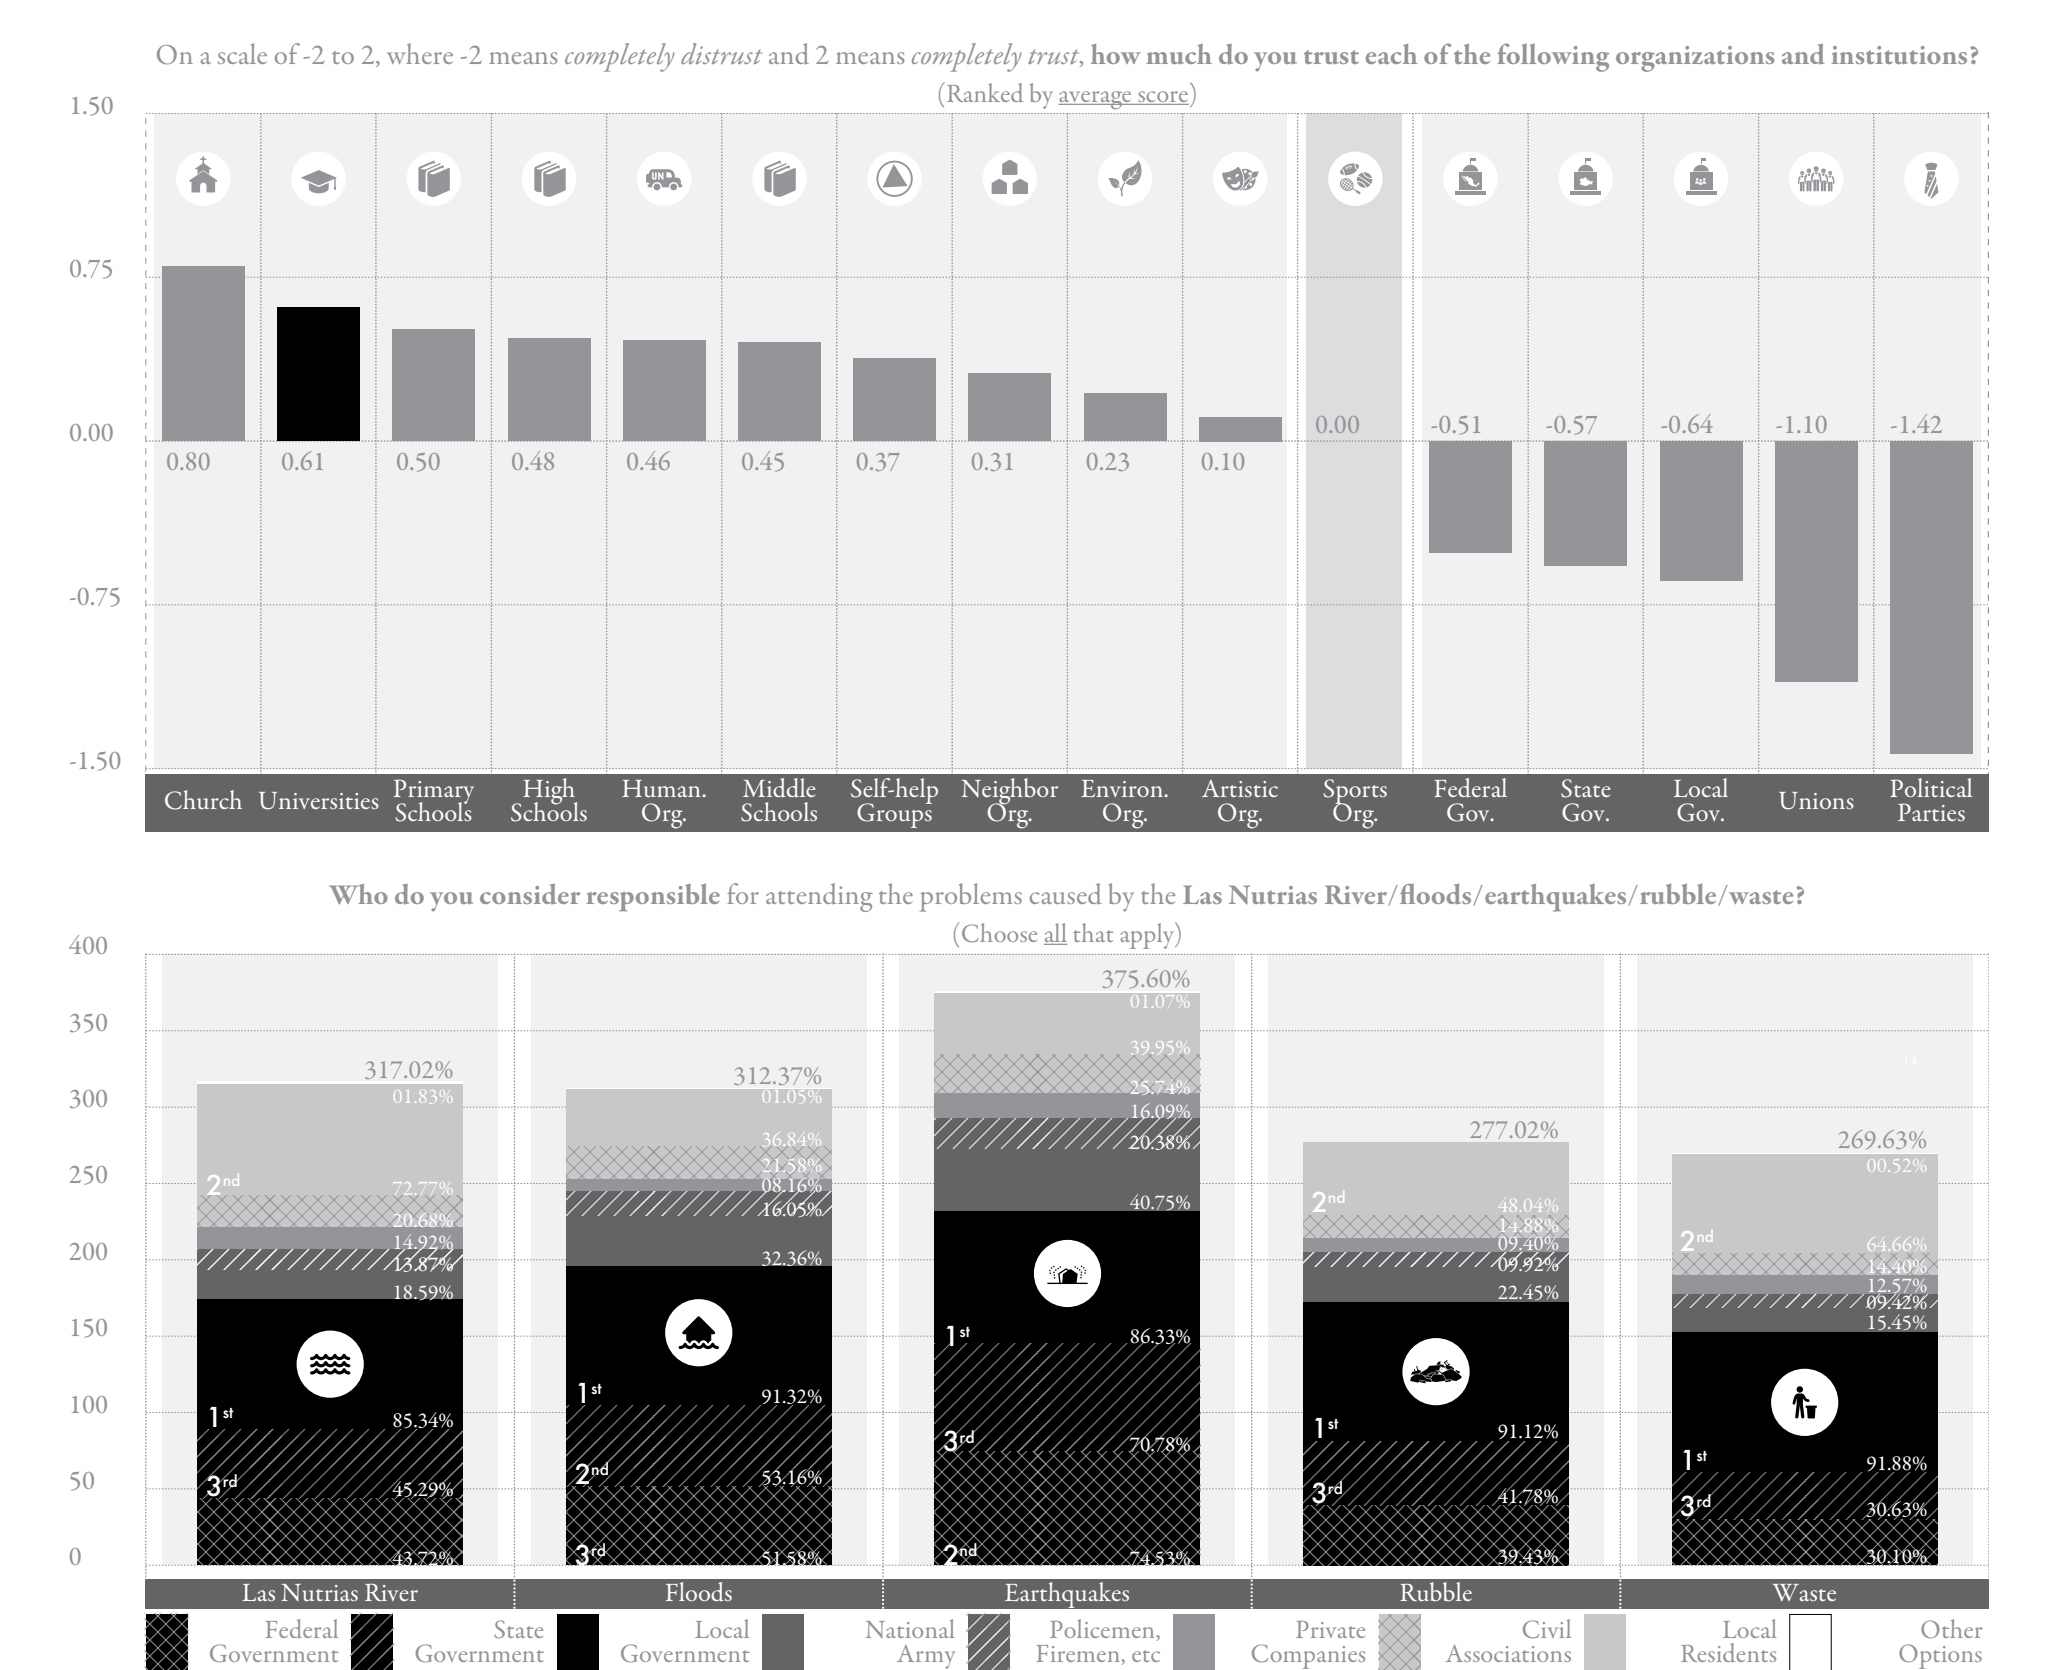 On a scale of -2 to 2, where -2 means completely distrust and 2 means completely trust, how much do you trust each of the following organizations and institutions?
(Ranked by average score)
1.50
0.75
0.00
-0.75
-1.50
UN
0.80 0.61 0.50 0.48 0.46 0.45 0.37 0.31 0.23 0.10 0.00 -0.51 -0.57 -0.64 -1.10 -1.42
Church Universities Primary Schools High Schools Human. Org. Middle Schools Self-help Groups Neighbor Org. Environ. Org. Artistic Org. Sports Org. Federal Gov. State Gov. Local Gov. Unions Political Parties
Who do you consider responsible for attending the problems caused by the Las Nutrias River/floods/earthquakes/rubble/waste?
(Choose all that apply)
400
350
300
250
200
150
100
50
0
317.02%
01.83%
2nd 72.77%
20.68%
14.92%
13.87%
18.59%
1st 85.34%
3rd 45.29%
43.72%
Las Nutrias River
312.37%
01.05%
36.84%
21.58%
08.16%
16.05%
32.36%
1st 91.32%
2nd 53.16%
3rd 51.58%
Floods
375.60%
01.07%
39.95%
25.74%
16.09%
20.38%
40.75%
1st 86.33%
3rd 70.78%
2nd 74.53%
Earthquakes
277.02%
2nd 48.04%
14.88%
09.40%
09.92%
22.45%
1st 91.12%
3rd 41.78%
39.43%
Rubble
269.63%
00.52%
2nd 64.66%
14.40%
12.57%
09.42%
15.45%
1st 91.88%
3rd 30.63%
30.10%
Waste
Federal Government
State Government
Local Government
National Army
Policemen, Firemen, etc
Private Companies
Civil Associations
Local Residents
Other Options